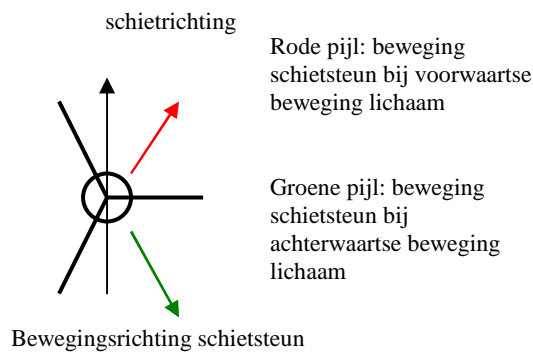 schietrichting
Rode pijl: beweging
schietsteun bij voorwaartse
beweging lichaam
Groene pijl: beweging
schietsteun bij
achterwaartse beweging
lichaam
Bewegingsrichting schietsteun